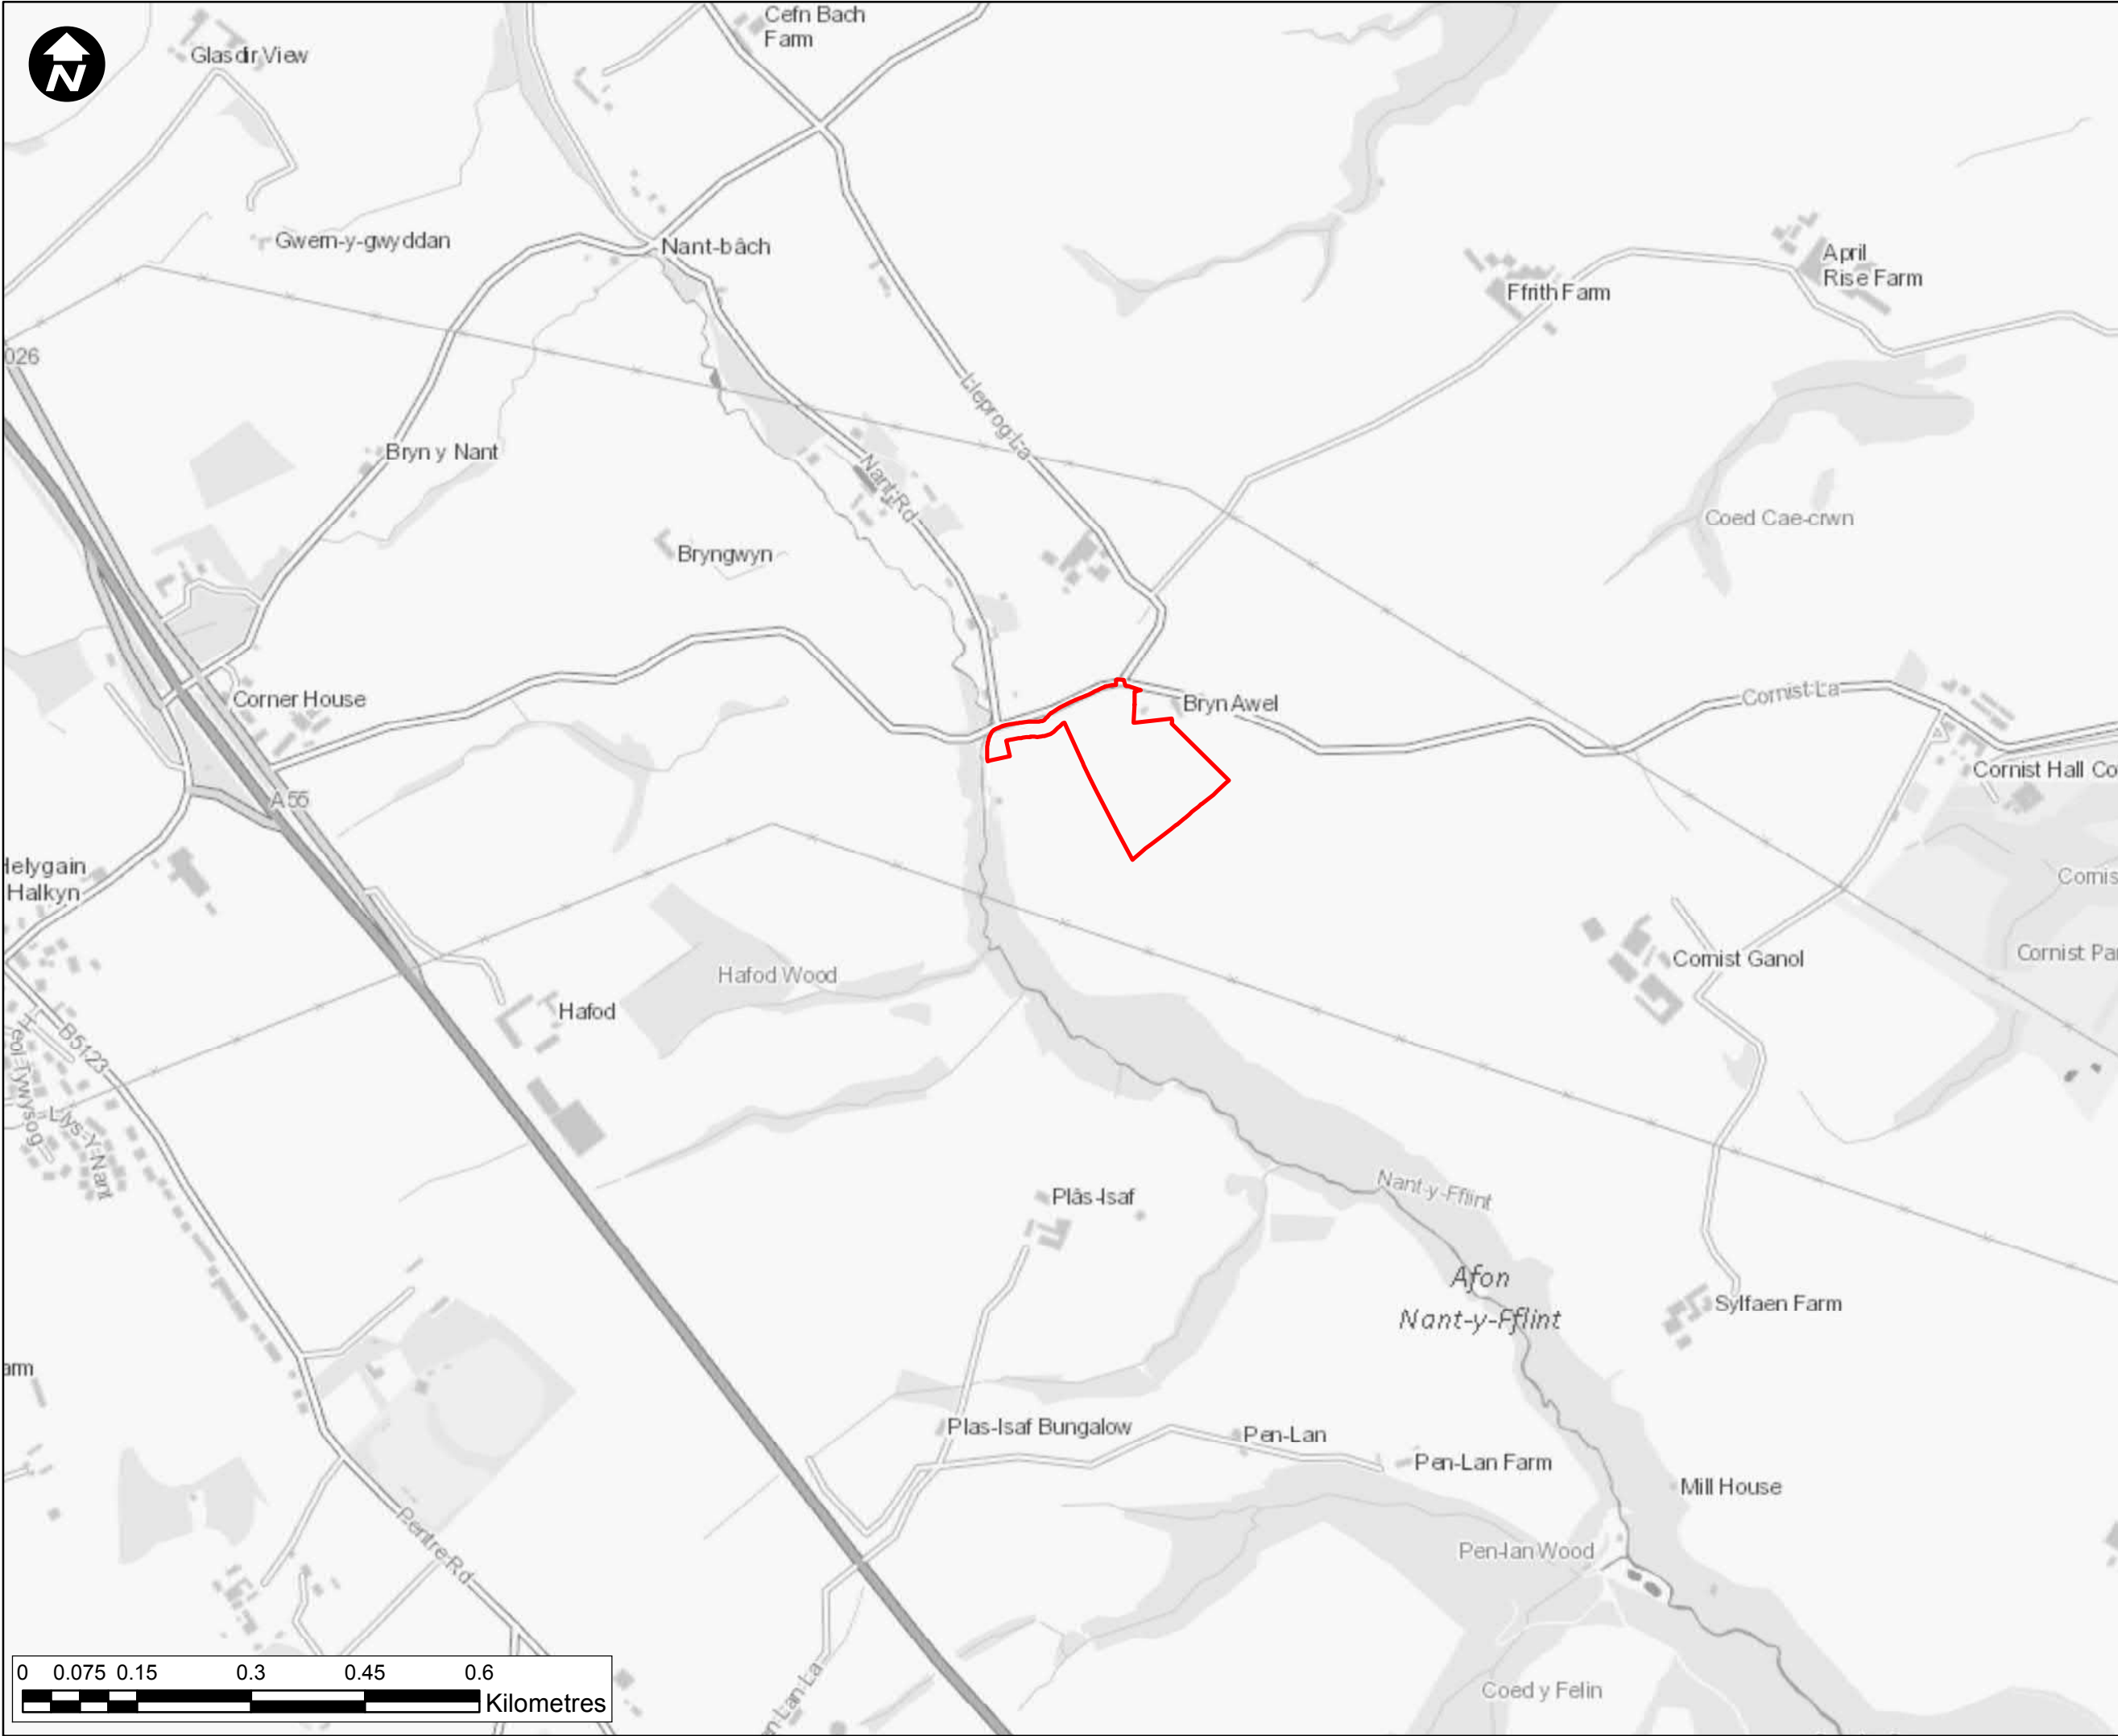 Cefn Bach
Farm
Glasdir View
N
Gwern-y-gwyddan
Nant-bâch
April
Rise Farm
Ffrith Farm
026
Lleprog La
Bryn y Nant
Nant Rd
Coed Cae-crwn
Bryngwyn
Corner House
Bryn Awel
Cornist La
Cornist Hall Co
A55
Helygain
Halkyn
Cornis
Cornist Par
Cornist Ganol
Hafod Wood
Hafod
B5123
Heol Tywysog
Llys-Y-Nant
Plâs-Isaf
Nant-y-Fflint
Afon
Nant-y-Fflint
Sylfaen Farm
arm
Plas-Isaf Bungalow
Pen-Lan
Pen-Lan Farm
Mill House
Pentre Rd
Pen-lan Wood
Coed y Felin
n-Lan La
0 0.075 0.15 0.3 0.45 0.6
Kilometres